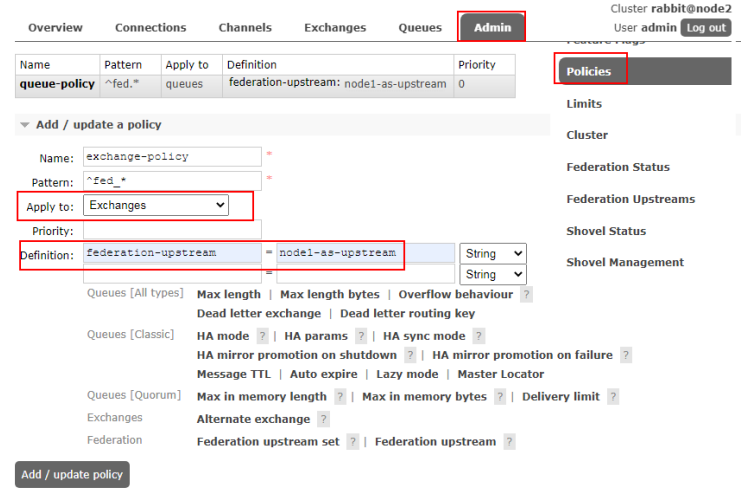 Cluster rabbit@node2
User admin Log out
Overview Connections Channels Exchanges Queues Admin
Name Pattern Apply to Definition Priority
queue-policy ^fed.* queues federation-upstream: node1-as-upstream 0
Add / update a policy
Name: exchange-policy *
Pattern: ^fed_* *
Apply to: Exchanges
Priority:
Definition: federation-upstream = node1-as-upstream String
= String
Queues [All types] Max length | Max length bytes | Overflow behaviour ?
Dead letter exchange | Dead letter routing key
Queues [Classic] HA mode ? | HA params ? | HA sync mode ?
HA mirror promotion on shutdown ? | HA mirror promotion on failure ?
Message TTL | Auto expire | Lazy mode | Master Locator
Queues [Quorum] Max in memory length ? | Max in memory bytes ? | Delivery limit ?
Exchanges Alternate exchange ?
Federation Federation upstream set ? | Federation upstream ?
Add / update policy
Feature Flags
Policies
Limits
Cluster
Federation Status
Federation Upstreams
Shovel Status
Shovel Management